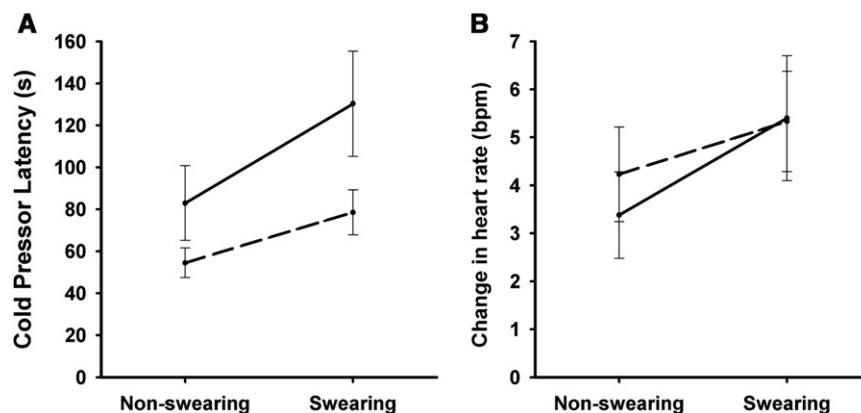 A
Cold Pressor Latency (s)
160
140
120
100
80
60
40
20
0
Non-swearing Swearing
B
Change in heart rate (bpm)
7
6
5
4
3
2
1
0
Non-swearing Swearing